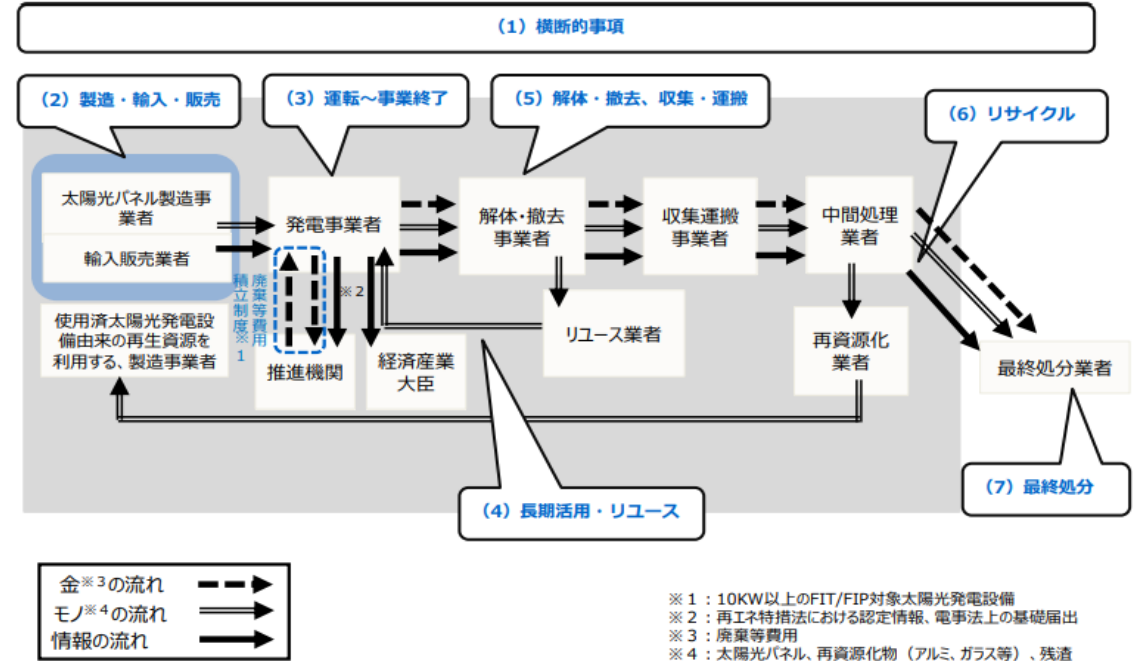 (1) 横断的事項
(2) 製造・輸入・販売
(3) 運転～事業終了
(5) 解体・撤去、収集・運搬
(6) リサイクル
太陽光パネル製造事
業者
輸入販売業者
発電事業者
解体・撤去
事業者
収集運搬
事業者
中間処理
業者
廃棄等費用
積立制度※1
※2
使用済太陽光発電設
備由来の再生資源を
利用する、製造事業者
推進機関
経済産業
大臣
リユース業者
再資源化
業者
最終処分業者
(4) 長期活用・リユース
(7) 最終処分
金※3の流れ
モノ※4の流れ
情報の流れ
※1：10KW以上のFIT/FIP対象太陽光発電設備
※2：再エネ特措法における認定情報、電事法上の基礎届出
※3：廃棄等費用
※4：太陽光パネル、再資源化物（アルミ、ガラス等）、残渣